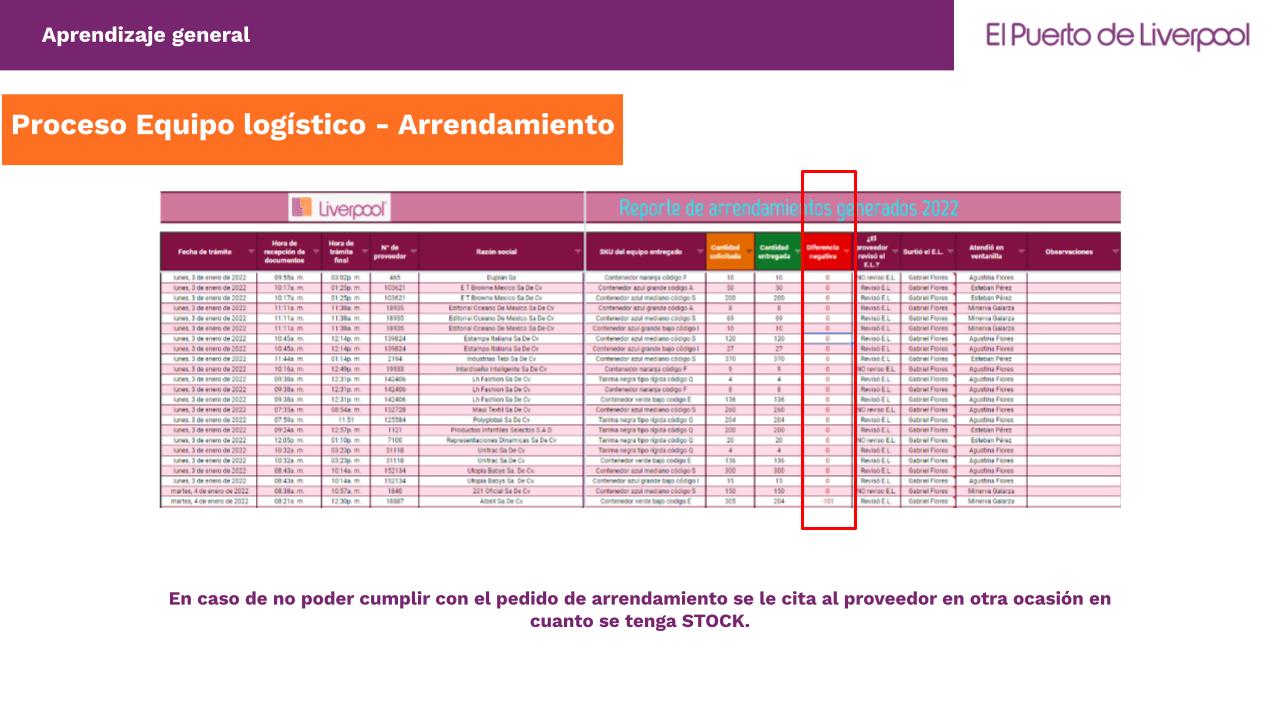 Aprendizaje general
El Puerto de Liverpool
Proceso Equipo logístico - Arrendamiento
Liverpool
Reporte de arrendamientos generados 2022
Fecha de trámite Hora de recepción de documentos Hora de trámite final N° de proveedor Razón social SKU del equipo entregado Cantidad solicitada Cantidad entregada Diferencia negativa ¿El proveedor revisó el E.L.? Surtió el E.L. Atendió en ventanilla Observaciones
lunes, 3 de enero de 2022 09:55a. m. 03:02p. m. 465 Contenedor naranja código F 10 10 0 NO reviso E.L. Gabriel Flores Agustina Flores
lunes, 3 de enero de 2022 10:17a. m. 01:25p. m. 103621 E T Browne Mexico Sa De Cv Contenedor azul grande código A 50 50 0 Revisó E.L. Gabriel Flores Esteban Pérez
lunes, 3 de enero de 2022 10:17a. m. 01:25p. m. 103621 E T Browne Mexico Sa De Cv Contenedor azul mediano código S 200 200 0 Revisó E.L. Gabriel Flores Esteban Pérez
lunes, 3 de enero de 2022 11:11a. m. 11:38a. m. 18935 Editorial Oceano De Mexico Sa De Cv Contenedor azul grande código A 0 Revisó E.L. Gabriel Flores Minerva Galarza
lunes, 3 de enero de 2022 11:11a. m. 11:38a. m. 18935 Editorial Oceano De Mexico Sa De Cv Contenedor azul mediano código S 69 69 0 Revisó E.L. Gabriel Flores Minerva Galarza
lunes, 3 de enero de 2022 11:11a. m. 11:38a. m. 18935 Editorial Oceano De Mexico Sa De Cv Contenedor azul grande bajo código 10 10 0 Revisó E.L. Gabriel Flores Minerva Galarza
lunes, 3 de enero de 2022 10:45a. m. 12:14p. m. 139824 Estampa Italiana Sa De Cv Contenedor azul mediano código S 120 120 0 Revisó E.L. Gabriel Flores Agustina Flores
lunes, 3 de enero de 2022 10:45a. m. 12:14p. m. 139824 Estampa Italiana Sa De Cv Contenedor azul grande bajo código 27 27 0 Revisó E.L. Gabriel Flores Agustina Flores
lunes, 3 de enero de 2022 11:44a. m. 01:14p. m. 2194 Industrias Tebi Sa De Cv Contenedor azul mediano código S 370 370 0 Revisó E.L. Gabriel Flores Esteban Pérez
lunes, 3 de enero de 2022 10:16a. m. 12:49p. m. 19933 Interdiseño Inteligente Sa De Cv Contenedor naranja código F 9 9 0 NO reviso E.L. Gabriel Flores Agustina Flores
lunes, 3 de enero de 2022 09:38a. m. 12:31p. m. 142406 Lh Fashion Sa De Cv Tarima negra tipo rígida código Q 4 4 0 Revisó E.L. Gabriel Flores Agustina Flores
lunes, 3 de enero de 2022 09:38a. m. 12:31p. m. 142406 Lh Fashion Sa De Cv Contenedor naranja código F 8 8 0 Revisó E.L. Gabriel Flores Agustina Flores
lunes, 3 de enero de 2022 09:38a. m. 12:31p. m. 142406 Lh Fashion Sa De Cv Contenedor verde bajo codigo E 136 136 0 Revisó E.L. Gabriel Flores Agustina Flores
lunes, 3 de enero de 2022 07:35a. m. 08:54a. m. 132728 Maui Textil Sa De Cv Contenedor azul mediano código S 260 260 0 NO reviso E.L. Gabriel Flores Agustina Flores
lunes, 3 de enero de 2022 07:59a. m. 11:51 125584 Polyglobal Sa De Cv Tarima negra tipo rígida código Q 204 204 0 Revisó E.L. Gabriel Flores Agustina Flores
lunes, 3 de enero de 2022 09:24a. m. 12:57p. m. 1121 Productos Infantiles Selectos S.A.D Tarima negra tipo rígida código Q 200 200 0 Revisó E.L. Gabriel Flores Esteban Pérez
lunes, 3 de enero de 2022 12:05p. m. 01:10p. m. 7100 Representaciones Dinamicas Sa De Cv Tarima negra tipo rígida código Q 20 20 0 NO reviso E.L. Gabriel Flores Esteban Pérez
lunes, 3 de enero de 2022 10:32a. m. 03:23p. m. 31118 Unitrac Sa De Cv Tarima negra tipo rígida código Q 4 4 0 Revisó E.L. Gabriel Flores Agustina Flores
lunes, 3 de enero de 2022 10:32a. m. 03:23p. m. 31118 Unitrac Sa De Cv Contenedor verde bajo codigo E 136 136 0 Revisó E.L. Gabriel Flores Agustina Flores
lunes, 3 de enero de 2022 08:43a. m. 10:14a. m. 152134 Utopia Babys Sa. De Cv. Contenedor azul mediano código S 300 300 0 Revisó E.L. Gabriel Flores Agustina Flores
lunes, 3 de enero de 2022 08:43a. m. 10:14a. m. 152134 Utopia Babys Sa. De Cv. Contenedor azul grande bajo código 15 15 0 Revisó E.L. Gabriel Flores Agustina Flores
martes, 4 de enero de 2022 08:38a. m. 10:57a. m. 1840 221 Oficial Sa De Cv Contenedor azul mediano código S 150 150 0 NO reviso E.L. Gabriel Flores Minerva Galarza
martes, 4 de enero de 2022 08:21a. m. 12:30p. m. 18887 Albell Sa De Cv Contenedor verde bajo codigo E 305 204 -101 Revisó E.L. Gabriel Flores Minerva Galarza
En caso de no poder cumplir con el pedido de arrendamiento se le cita al proveedor en otra ocasión en
cuanto se tenga STOCK.